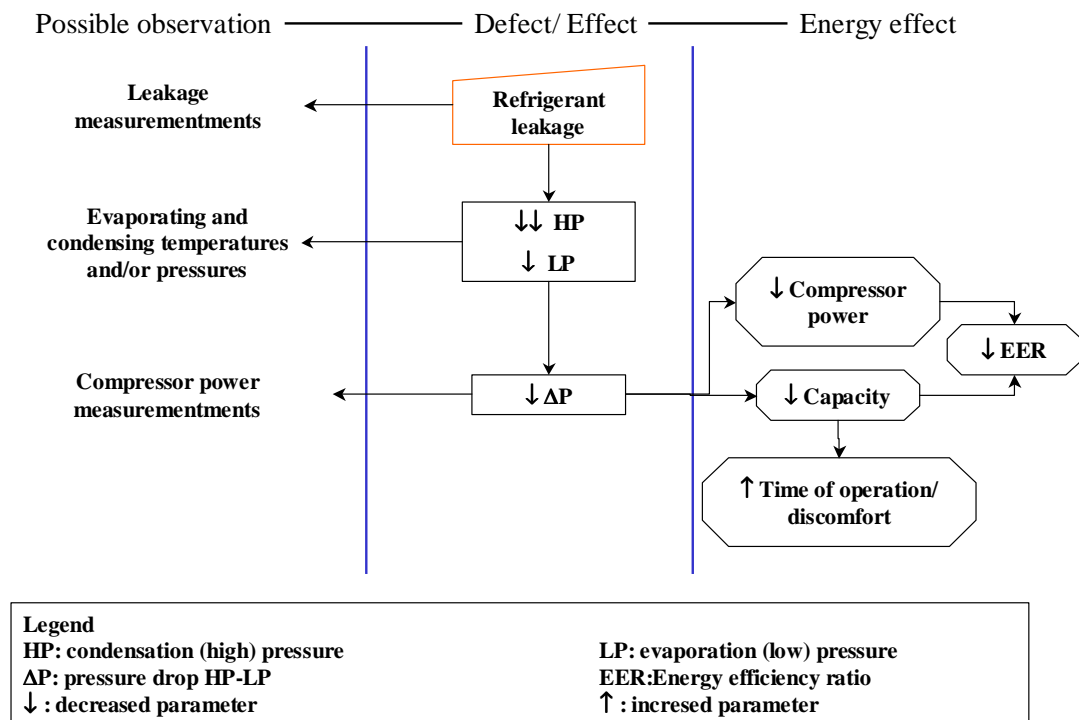 Possible observation
Defect/ Effect
Energy effect
Leakage
measurementments
Refrigerant
leakage
Evaporating and
condensing temperatures
and/or pressures
↓↓ HP
↓ LP
↓ Compressor
power
↓ EER
Compressor power
measurementments
↓ ΔP
↓ Capacity
↑ Time of operation/
discomfort
Legend
HP: condensation (high) pressure
LP: evaporation (low) pressure
ΔP: pressure drop HP-LP
EER:Energy efficiency ratio
↓ : decreased parameter
↑ : incresed parameter